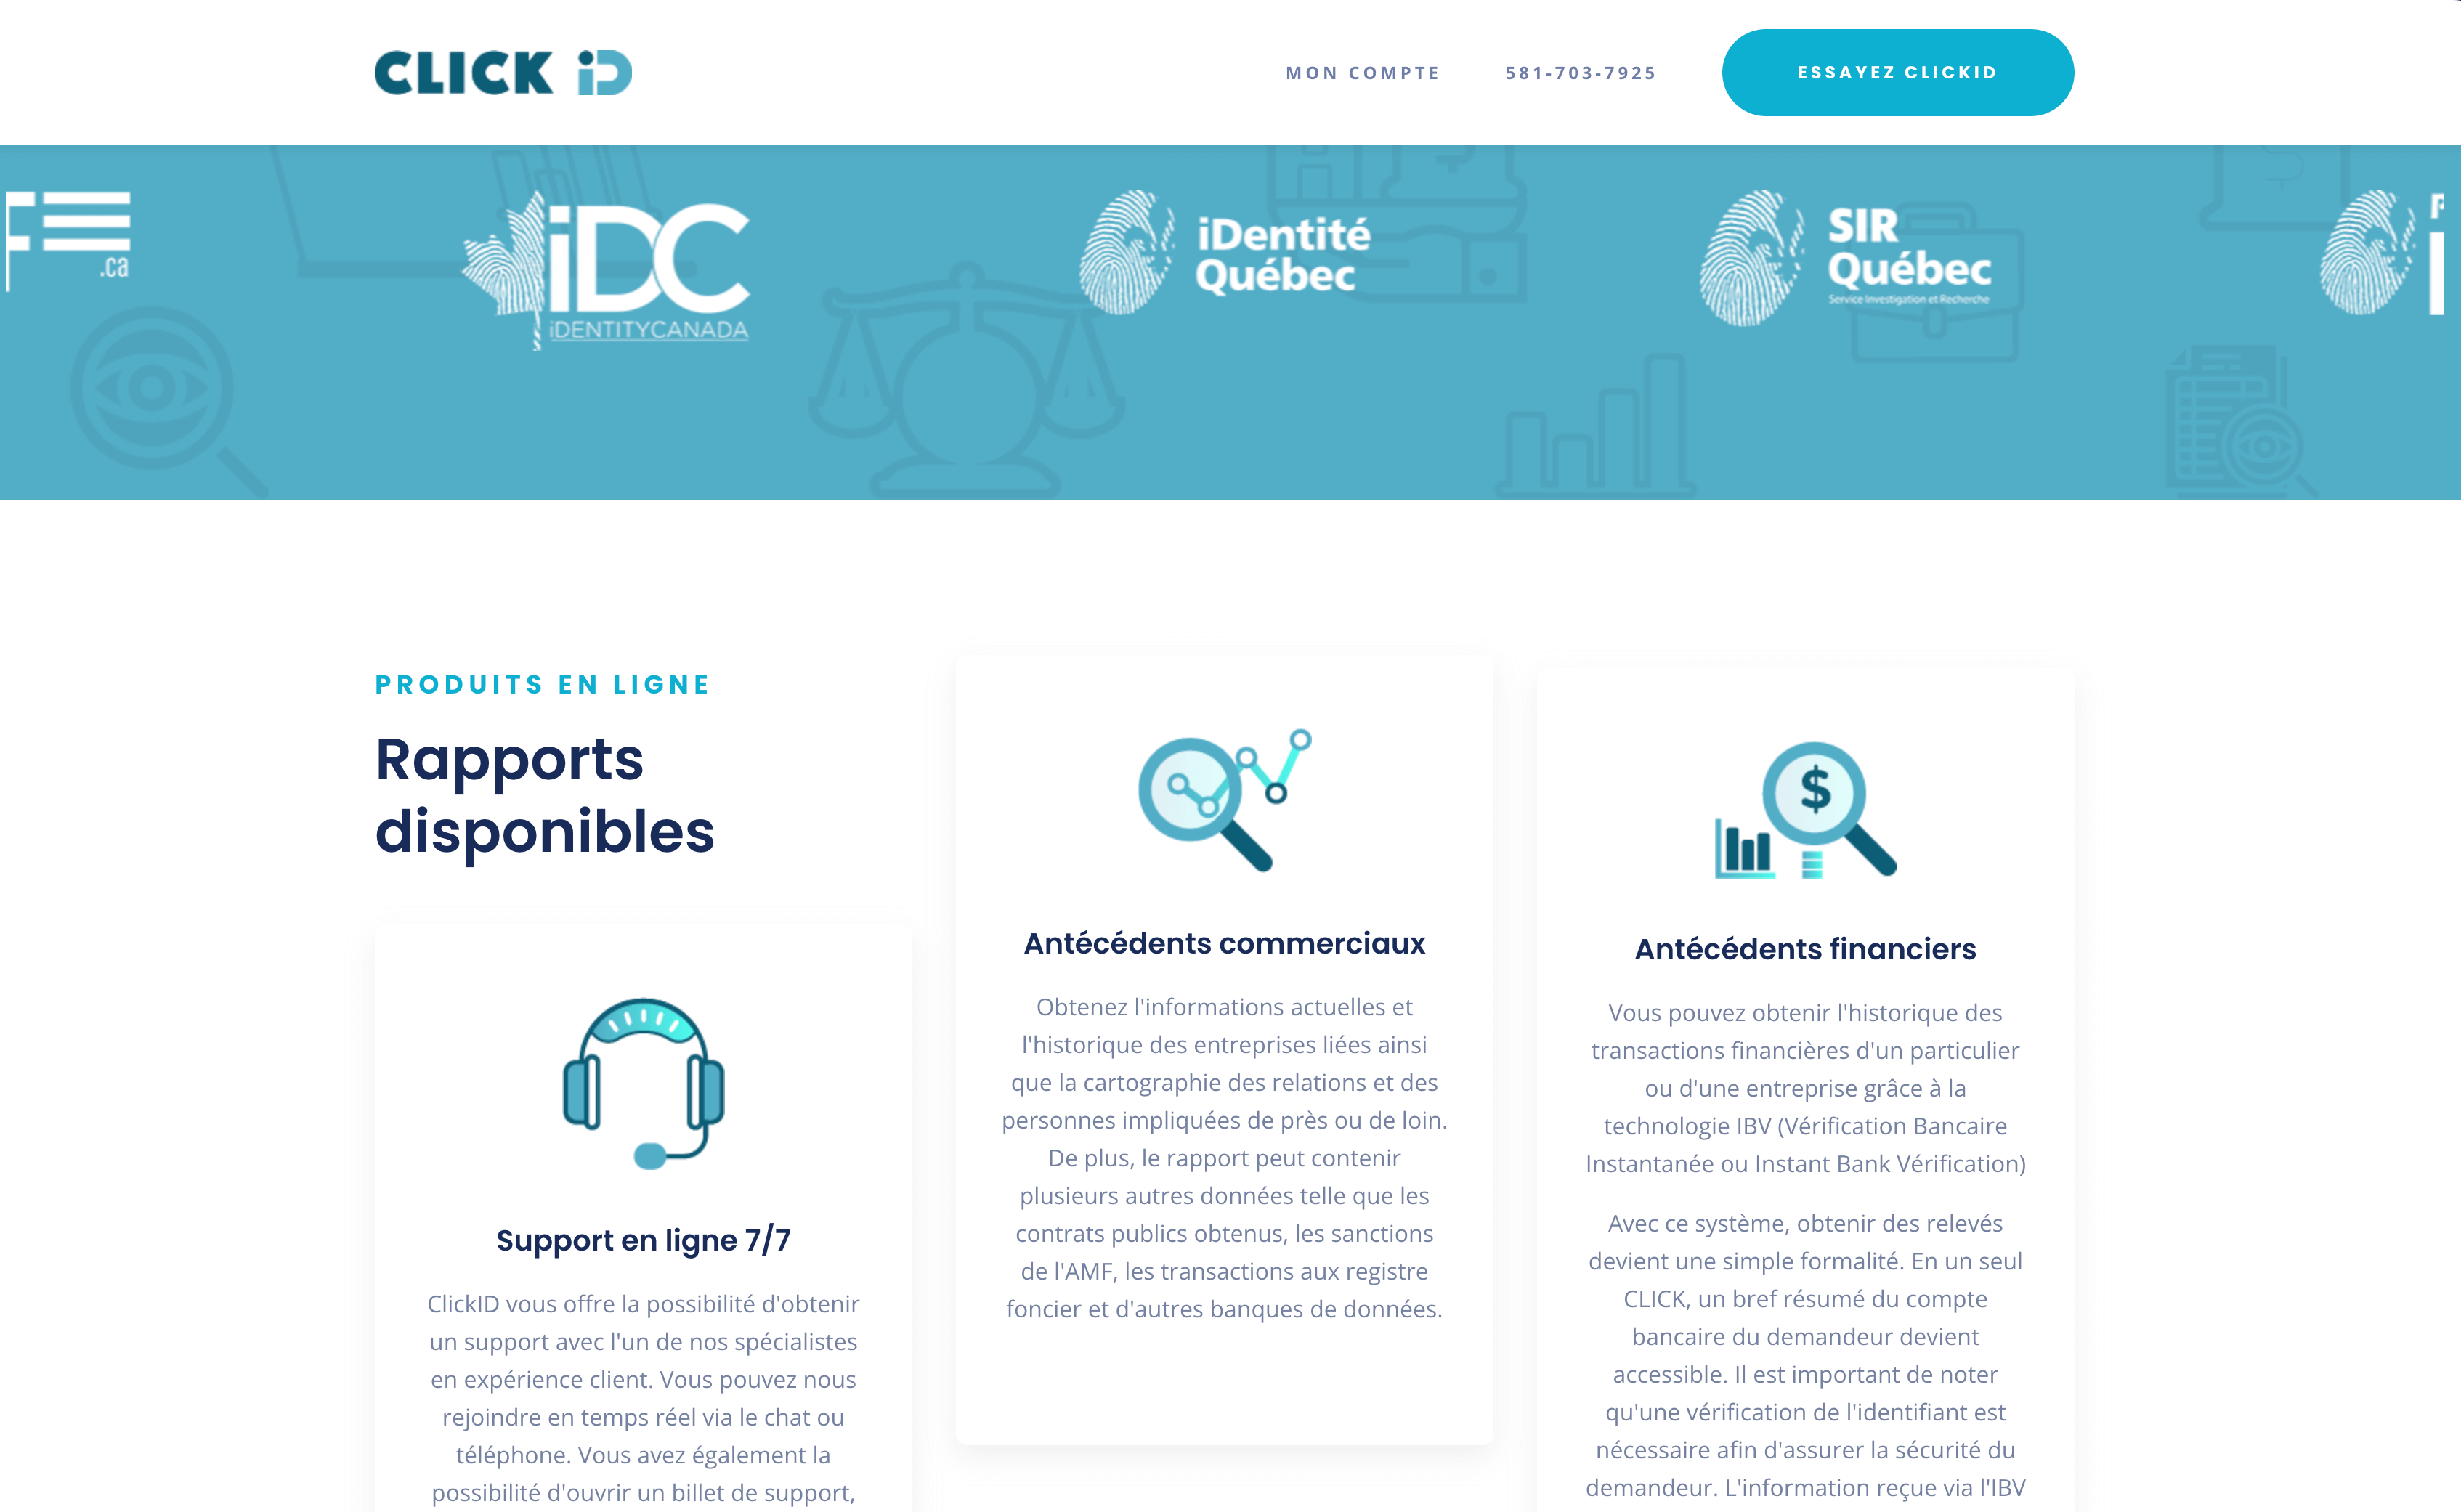 CLICK iD
MON COMPTE
581-703-7925
ESSAYEZ CLICKID
.ca
iDC
iDENTITYCANADA
iDentité
Québec
SIR
Québec
Service Investigation et Recherche
PRODUITS EN LIGNE
Rapports
disponibles
Support en ligne 7/7
ClickID vous offre la possibilité d'obtenir
un support avec l'un de nos spécialistes
en expérience client. Vous pouvez nous
rejoindre en temps réel via le chat ou
téléphone. Vous avez également la
possibilité d'ouvrir un billet de support,
Antécédents commerciaux
Obtenez l'informations actuelles et
l'historique des entreprises liées ainsi
que la cartographie des relations et des
personnes impliquées de près ou de loin.
De plus, le rapport peut contenir
plusieurs autres données telle que les
contrats publics obtenus, les sanctions
de l'AMF, les transactions aux registre
foncier et d'autres banques de données.
$
Antécédents financiers
Vous pouvez obtenir l'historique des
transactions financières d'un particulier
ou d'une entreprise grâce à la
technologie IBV (Vérification Bancaire
Instantanée ou Instant Bank Vérification)
Avec ce système, obtenir des relevés
devient une simple formalité. En un seul
CLICK, un bref résumé du compte
bancaire du demandeur devient
accessible. Il est important de noter
qu'une vérification de l'identifiant est
nécessaire afin d'assurer la sécurité du
demandeur. L'information reçue via l'IBV